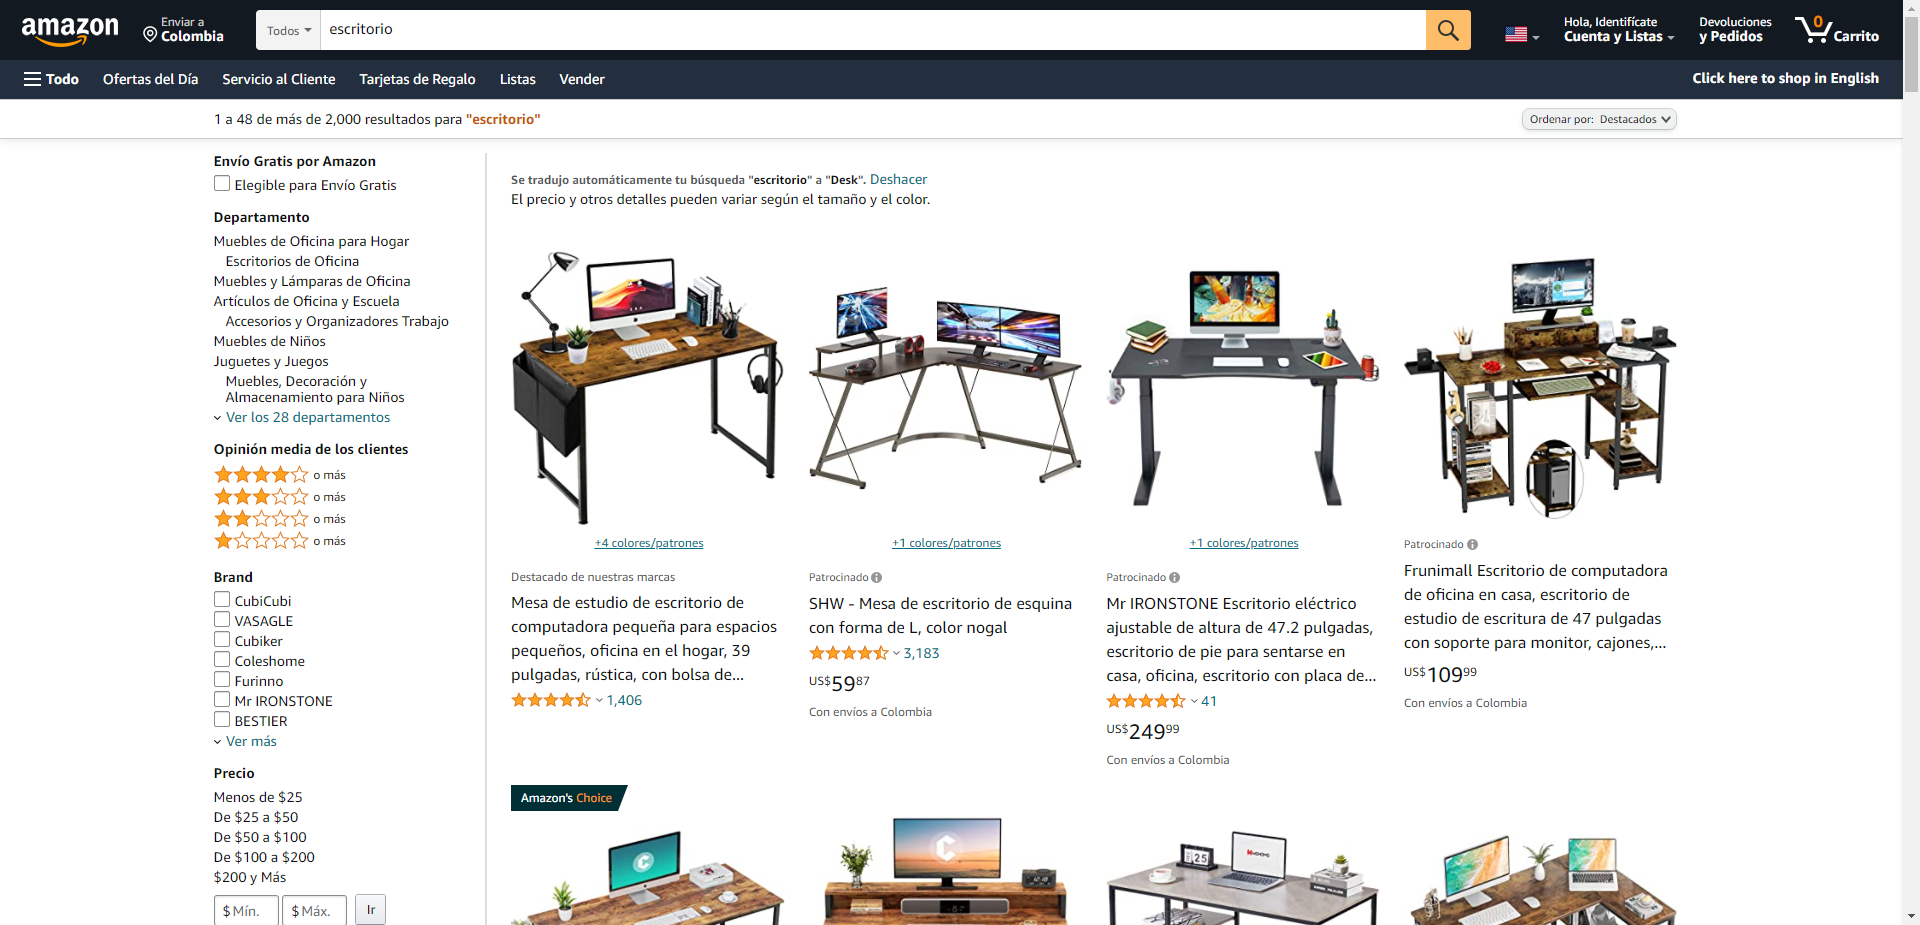 amazon
Enviar a
Colombia
Todos
escritorio
Hola, Identifícate
Cuenta y Listas
Devoluciones
y Pedidos
0
Carrito
Todo
Ofertas del Día
Servicio al Cliente
Tarjetas de Regalo
Listas
Vender
Click here to shop in English
1 a 48 de más de 2,000 resultados para "escritorio"
Ordenar por: Destacados
Envío Gratis por Amazon
Elegible para Envío Gratis
Departamento
Muebles de Oficina para Hogar
Escritorios de Oficina
Muebles y Lámparas de Oficina
Artículos de Oficina y Escuela
Accesorios y Organizadores Trabajo
Muebles de Niños
Juguetes y Juegos
Muebles, Decoración y
Almacenamiento para Niños
Ver los 28 departamentos
Opinión media de los clientes
o más
o más
o más
o más
Brand
CubiCubi
VASAGLE
Cubiker
Coleshome
Furinno
Mr IRONSTONE
BESTIER
Ver más
Precio
Menos de $25
De $25 a $50
De $50 a $100
De $100 a $200
$200 y Más
$ Mín.
$ Máx.
Ir
Se tradujo automáticamente tu búsqueda "escritorio" a "Desk". Deshacer
El precio y otros detalles pueden variar según el tamaño y el color.
+4 colores/patrones
Destacado de nuestras marcas
Mesa de estudio de escritorio de
computadora pequeña para espacios
pequeños, oficina en el hogar, 39
pulgadas, rústica, con bolsa de...
1,406
+1 colores/patrones
Patrocinado
SHW - Mesa de escritorio de esquina
con forma de L, color nogal
3,183
US$5987
Con envíos a Colombia
+1 colores/patrones
Patrocinado
Mr IRONSTONE Escritorio eléctrico
ajustable de altura de 47.2 pulgadas,
escritorio de pie para sentarse en
casa, oficina, escritorio con placa de...
41
US$24999
Con envíos a Colombia
Patrocinado
Frunimall Escritorio de computadora
de oficina en casa, escritorio de
estudio de escritura de 47 pulgadas
con soporte para monitor, cajones,...
US$10999
Con envíos a Colombia
Amazon's Choice